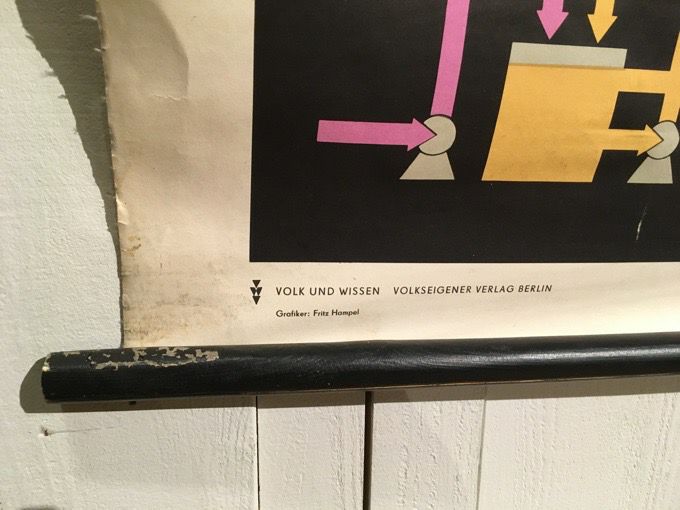 VOLK UND WISSEN VOLKSEIGENER VERLAG BERLIN
Grafiker: Fritz Hampel